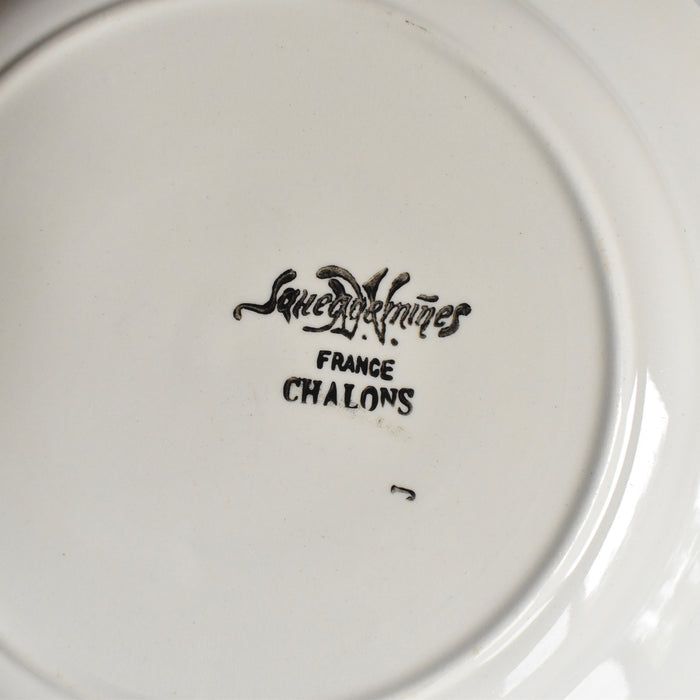 Sarreguemines
D.V.
FRANCE
CHALONS
J